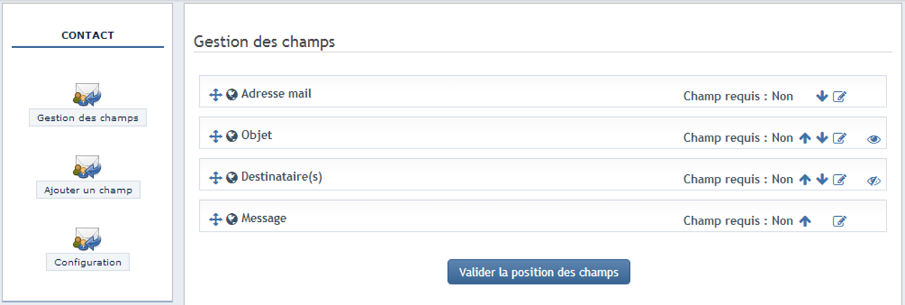 CONTACT
Gestion des champs
Ajouter un champ
Configuration
Gestion des champs
Adresse mail Champ requis : Non
Objet Champ requis : Non
Destinataire(s) Champ requis : Non
Message Champ requis : Non
Valider la position des champs